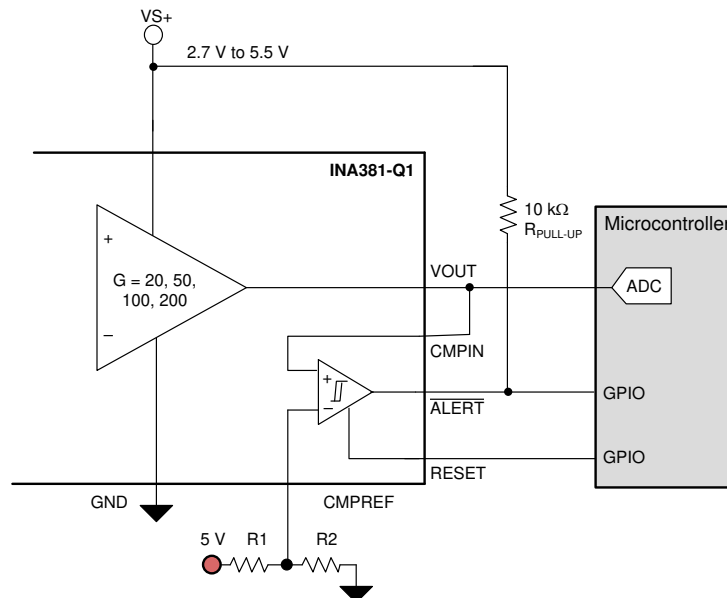 VS+
2.7 V to 5.5 V
INA381-Q1
10 kΩ
R_PULL-UP
Microcontroller
+
G = 20, 50,
100, 200
–
VOUT
ADC
CMPIN
+
–
ALERT
GPIO
GPIO
RESET
GND
CMPREF
5 V
R1
R2